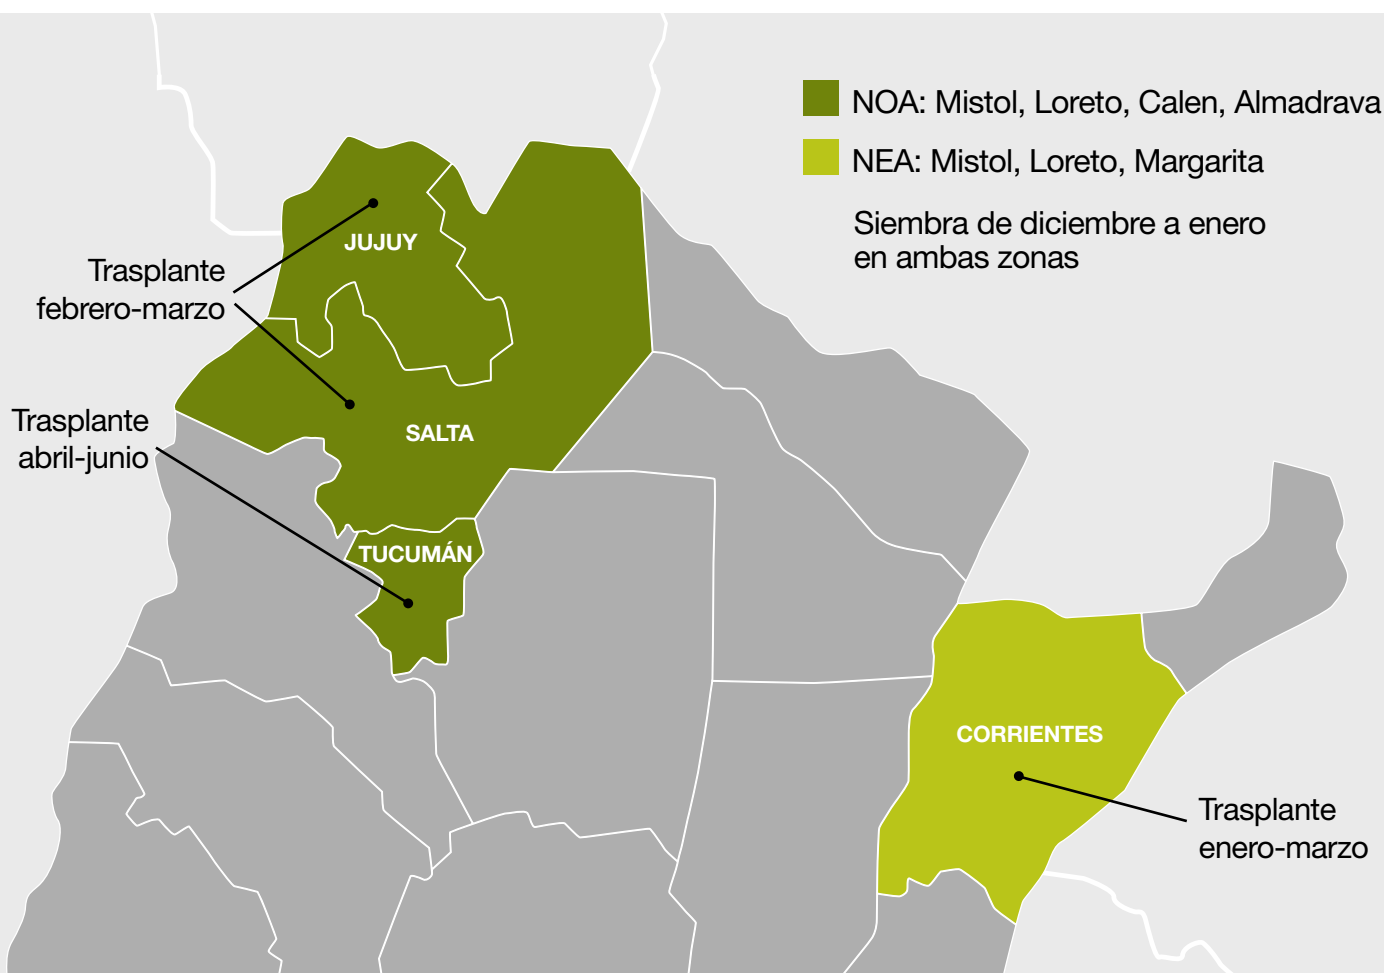 NOA: Mistol, Loreto, Calen, Almadrava
NEA: Mistol, Loreto, Margarita
Siembra de diciembre a enero
en ambas zonas
JUJUY
Trasplante
febrero-marzo
Trasplante
abril-junio
SALTA
TUCUMÁN
CORRIENTES
Trasplante
enero-marzo